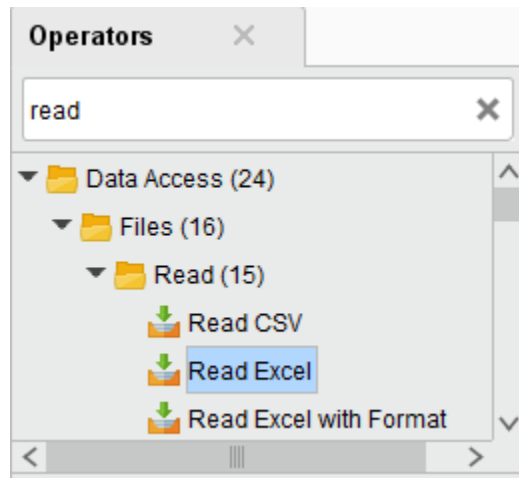 Operators
read
Data Access (24)
Files (16)
Read (15)
Read CSV
Read Excel
Read Excel with Format